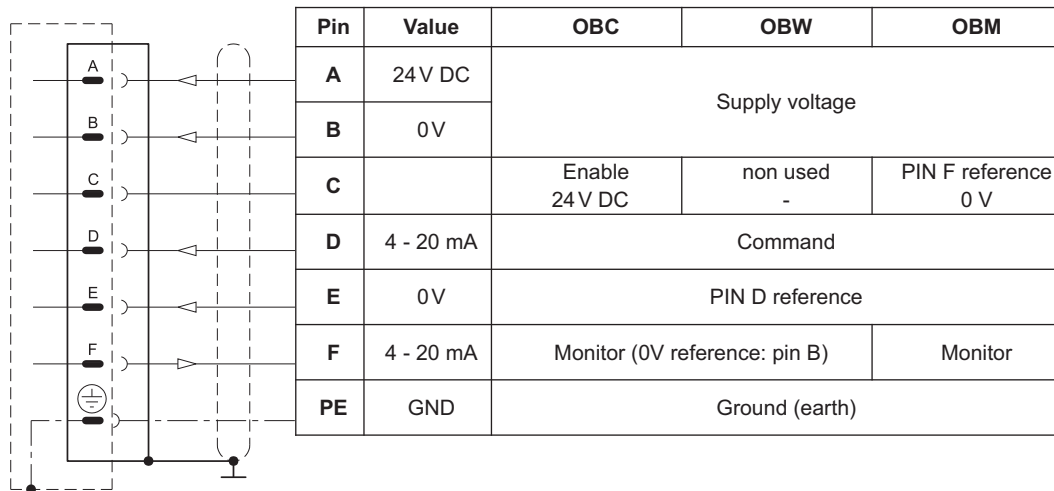 Pin Value OBC OBW OBM
A A 24 V DC Supply voltage
B B 0 V
C C Enable 24 V DC non used - PIN F reference 0 V
D D 4 - 20 mA Command
E E 0 V PIN D reference
F F 4 - 20 mA Monitor (0V reference: pin B) Monitor
PE GND Ground (earth)